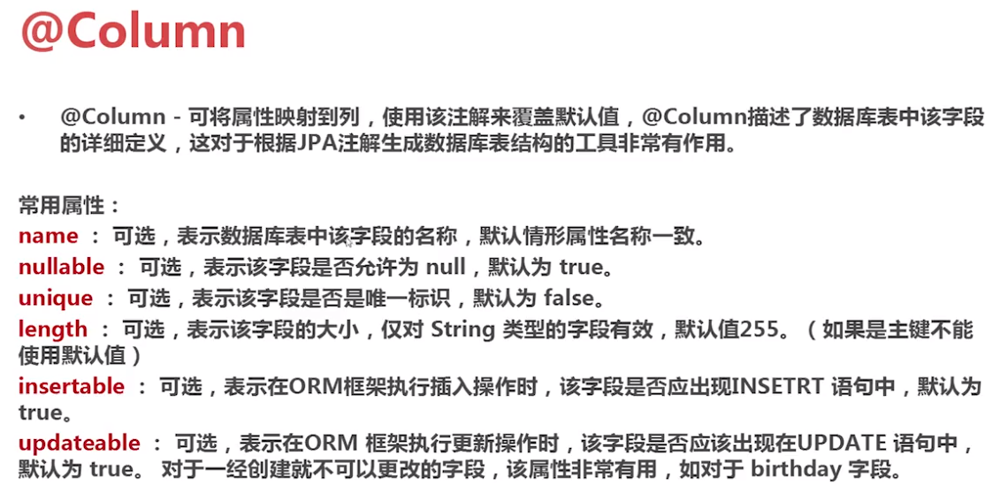 @Column
• @Column - 可将属性映射到列，使用该注解来覆盖默认值，@Column描述了数据库表中该字段
的详细定义，这对于根据JPA注解生成数据库表结构的工具非常有作用。
常用属性：
name ： 可选，表示数据库表中该字段的名称，默认情形属性名称一致。
nullable ： 可选，表示该字段是否允许为 null，默认为 true。
unique ： 可选，表示该字段是否是唯一标识，默认为 false。
length ： 可选，表示该字段的大小，仅对 String 类型的字段有效，默认值255。（如果是主键不能
使用默认值）
insertable ： 可选，表示在ORM框架执行插入操作时，该字段是否应出现INSETRT 语句中，默认为
true。
updateable ： 可选，表示在ORM 框架执行更新操作时，该字段是否应该出现在UPDATE 语句中，
默认为 true。 对于一经创建就不可以更改的字段，该属性非常有用，如对于 birthday 字段。